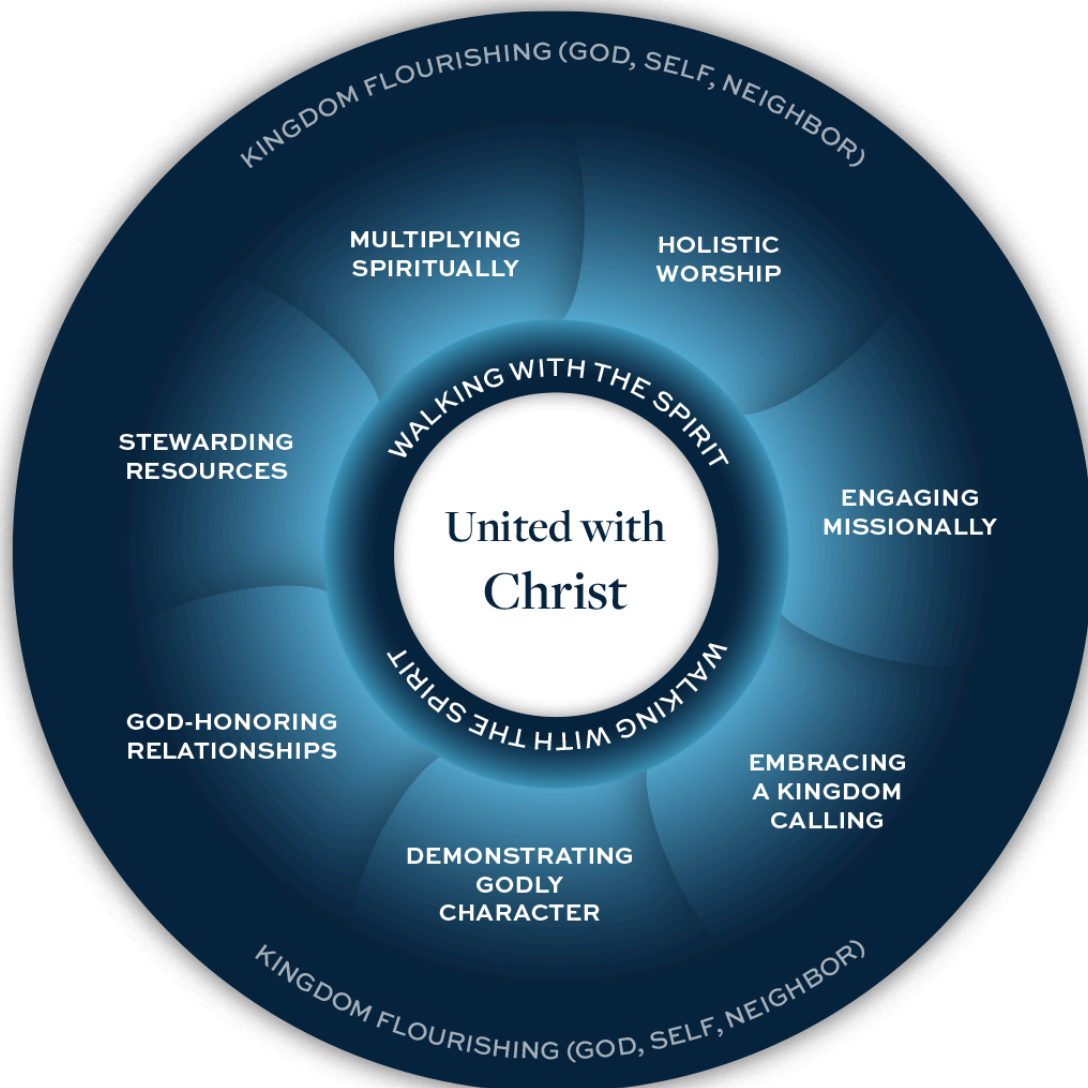 KINGDOM FLOURISHING (GOD, SELF, NEIGHBOR)
MULTIPLYING
SPIRITUALLY
HOLISTIC
WORSHIP
WALKING WITH THE SPIRIT
STEWARDING
RESOURCES
ENGAGING
MISSIONALLY
United with
Christ
WALKING WITH THE SPIRIT
GOD-HONORING
RELATIONSHIPS
EMBRACING
A KINGDOM
CALLING
DEMONSTRATING
GODLY
CHARACTER
KINGDOM FLOURISHING (GOD, SELF, NEIGHBOR)